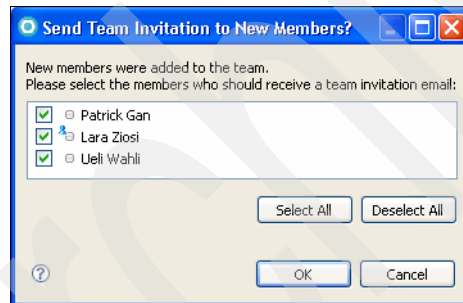 Send Team Invitation to New Members?
New members were added to the team.
Please select the members who should receive a team invitation email:
Patrick Gan
Lara Ziosi
Ueli Wahli
Select All Deselect All
? OK Cancel